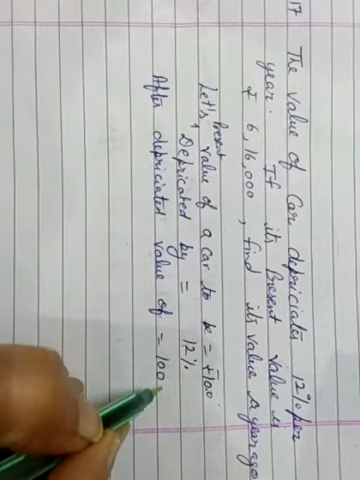 17 The value of Car depriciates 12% per
year. If its Present value is
₹ 6,16,000, find its value a year ago
Let's, Present value of a car to be = ₹100
Depricated by = 12%
After depriciated value of = 100